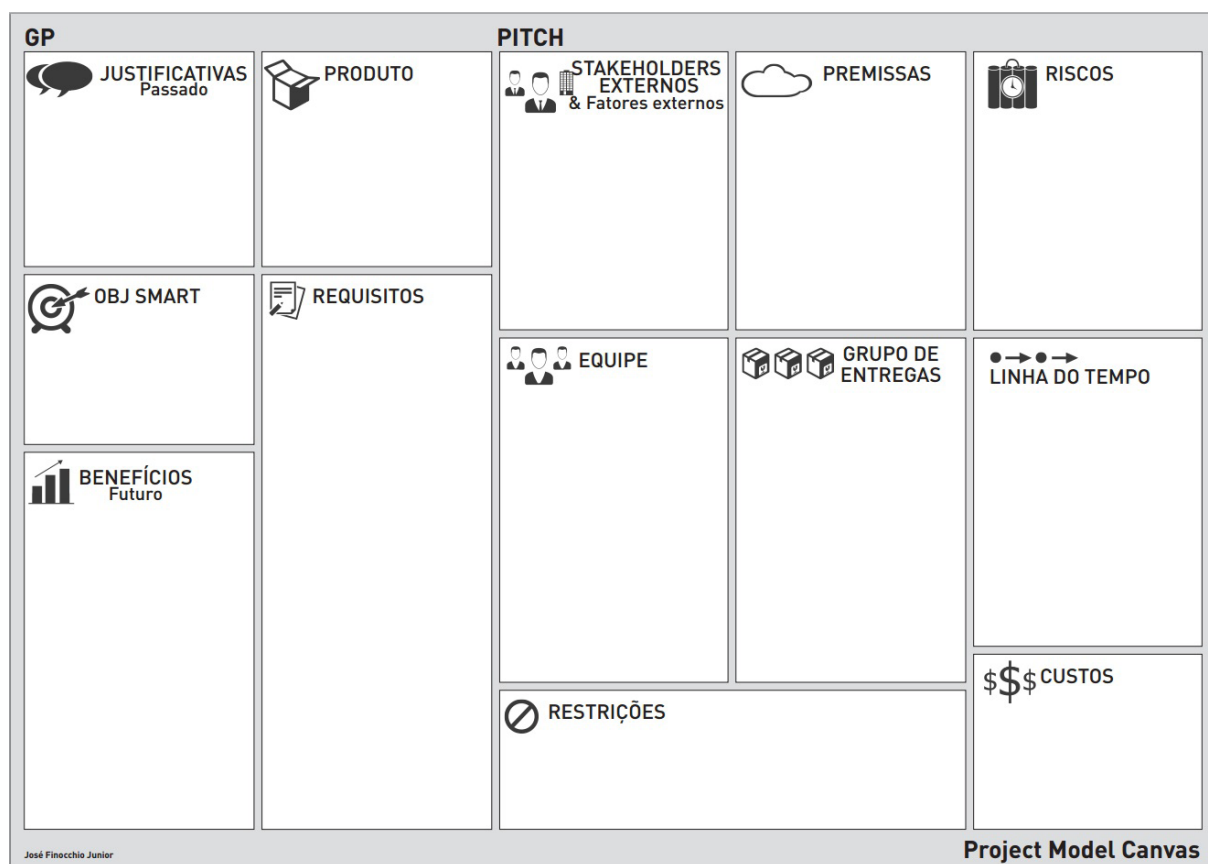 GP
PITCH
JUSTIFICATIVAS
Passado
PRODUTO
STAKEHOLDERS
EXTERNOS
& Fatores externos
PREMISSAS
RISCOS
OBJ SMART
REQUISITOS
EQUIPE
GRUPO DE
ENTREGAS
LINHA DO TEMPO
BENEFÍCIOS
Futuro
RESTRIÇÕES
$$$ CUSTOS
José Finocchio Junior
Project Model Canvas